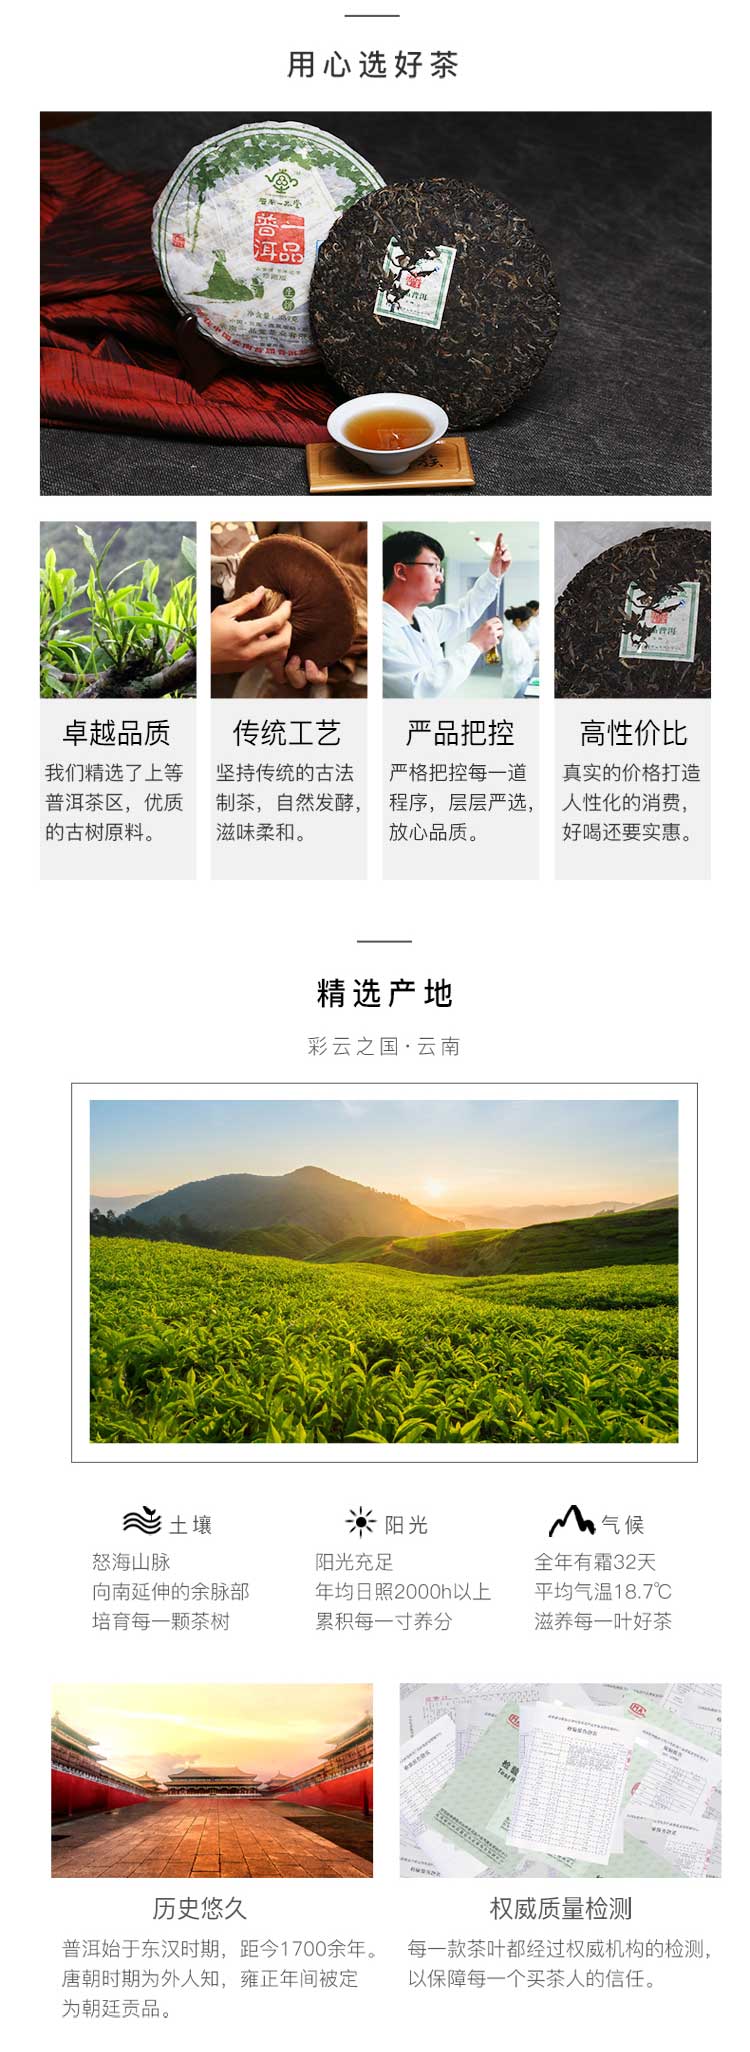 用心选好茶
普洱
一品
卓越品质
我们精选了上等
普洱茶区，优质
的古树原料。
传统工艺
坚持传统的古法
制茶，自然发酵，
滋味柔和。
严品把控
严格把控每一道
程序，层层严选，
放心品质。
高性价比
真实的价格打造
人性化的消费，
好喝还要实惠。
精选产地
彩云之国·云南
土壤
怒海山脉
向南延伸的余脉部
培育每一颗茶树
阳光
阳光充足
年均日照2000h以上
累积每一寸养分
气候
全年有霜32天
平均气温18.7℃
滋养每一叶好茶
历史悠久
普洱始于东汉时期，距今1700余年。
唐朝时期为外人知，雍正年间被定
为朝廷贡品。
权威质量检测
每一款茶叶都经过权威机构的检测，
以保障每一个买茶人的信任。